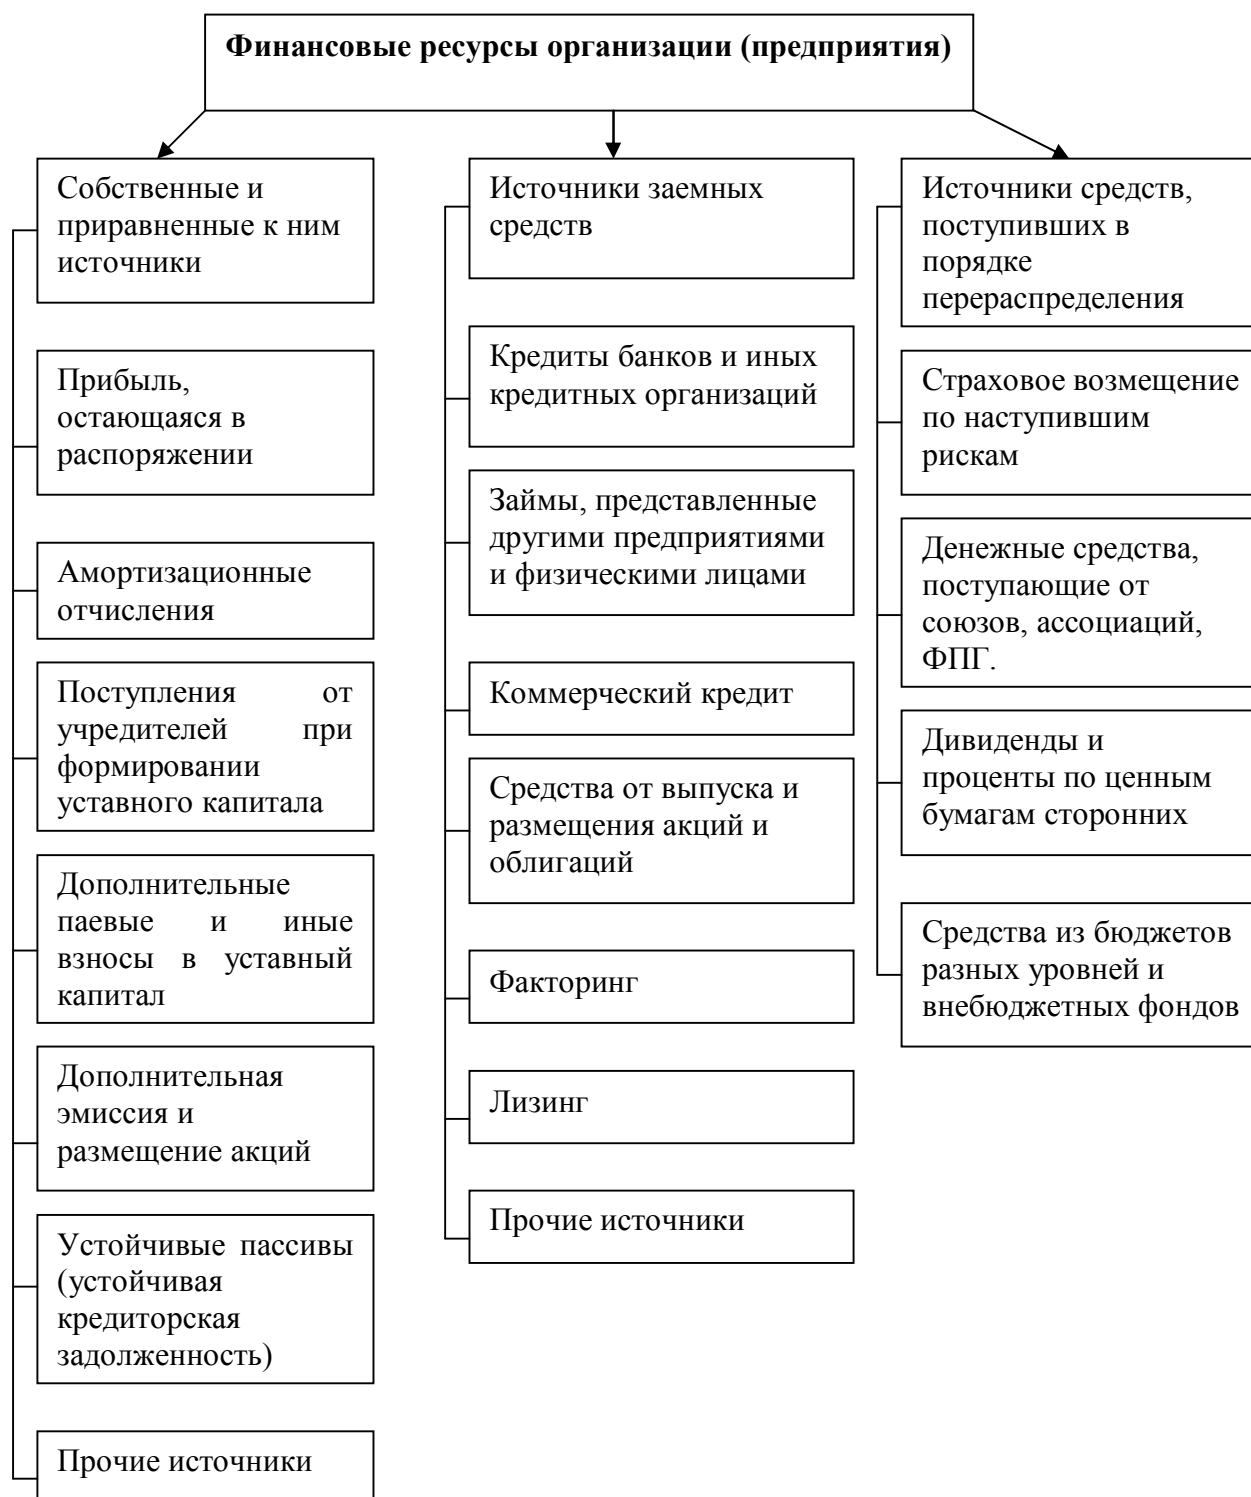 Финансовые ресурсы организации (предприятия)
Собственные и
приравненные к ним
источники
Прибыль,
остающаяся в
распоряжении
Амортизационные
отчисления
Поступления от
учредителей при
формировании
уставного капитала
Дополнительные
паевые и иные
взносы в уставный
капитал
Дополнительная
эмиссия и
размещение акций
Устойчивые пассивы
(устойчивая
кредиторская
задолженность)
Прочие источники
Источники заемных
средств
Кредиты банков и иных
кредитных организаций
Займы, представленные
другими предприятиями
и физическими лицами
Коммерческий кредит
Средства от выпуска и
размещения акций и
облигаций
Факторинг
Лизинг
Прочие источники
Источники средств,
поступивших в
порядке
перераспределения
Страховое возмещение
по наступившим
рискам
Денежные средства,
поступающие от
союзов, ассоциаций,
ФПГ.
Дивиденды и
проценты по ценным
бумагам сторонних
Средства из бюджетов
разных уровней и
внебюджетных фондов